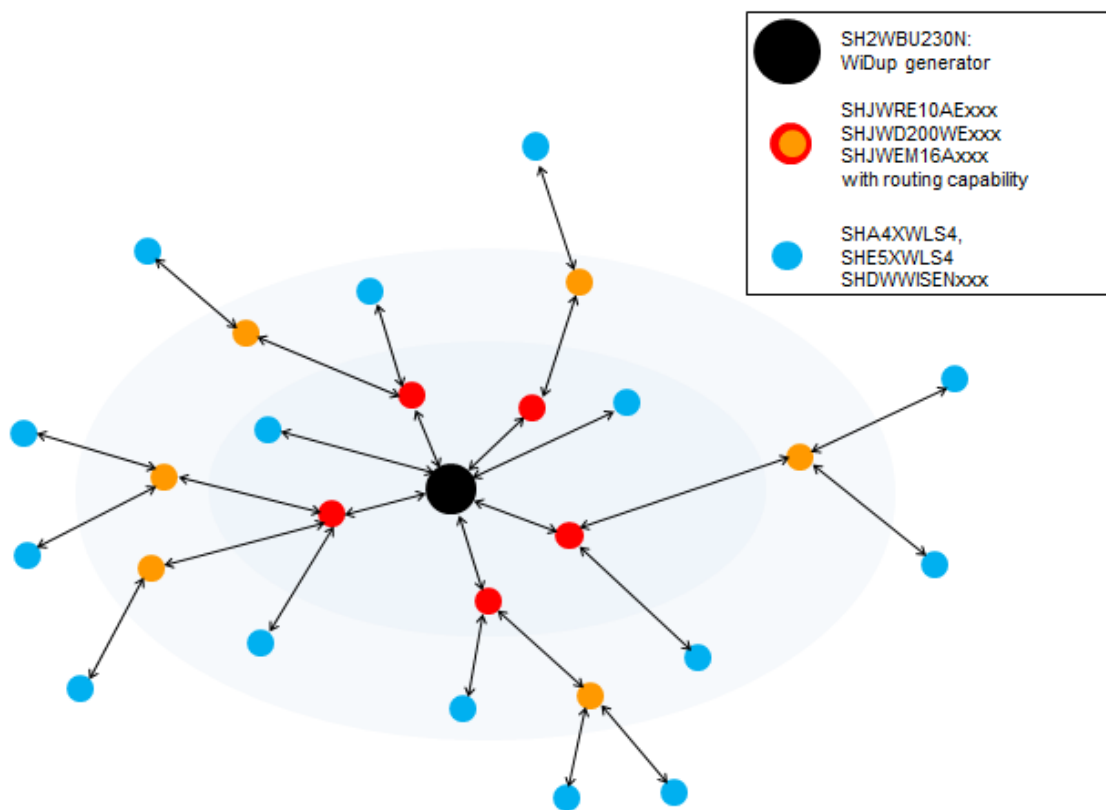 SH2WBU230N:
WiDup generator
SHJWRE10AExxx
SHJWD200WExxx
SHJWEM16Axxx
with routing capability
SHA4XWLS4,
SHE5XWLS4
SHDWWISENxxx